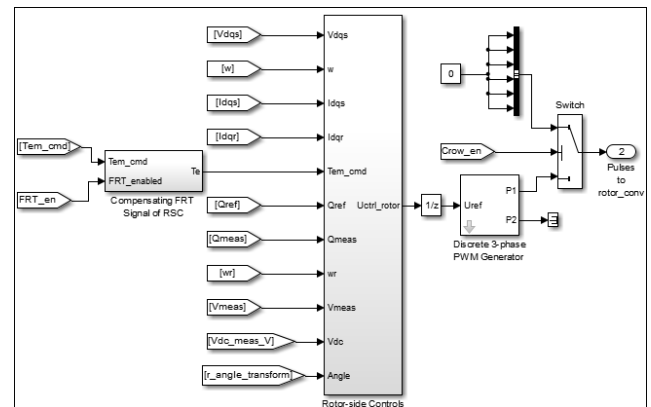 [Vdqs]
[w]
[Idqs]
[Idqr]
[Tem_cmd]
FRT_en
Tem_cmd
FRT_enabled
Te
Compensating FRT
Signal of RSC
[Qref]
[Qmeas]
[wr]
[Vmeas]
[Vdc_meas_V]
[r_angle_transform]
Vdqs
w
Idqs
Idqr
Tem_cmd
Qref
Qmeas
wr
Vmeas
Vdc
Angle
Uctrl_rotor
Rotor-side Controls
1/z
Uref
P1
P2
Discrete 3-phase
PWM Generator
0
Crow_en
Switch
2
Pulses
to
rotor_conv